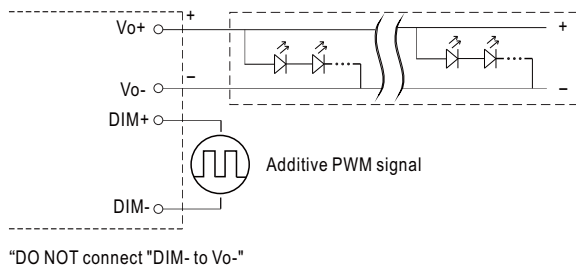 Vo+
+
+
Vo-
−
−
DIM+
Additive PWM signal
DIM-
“DO NOT connect "DIM- to Vo-"